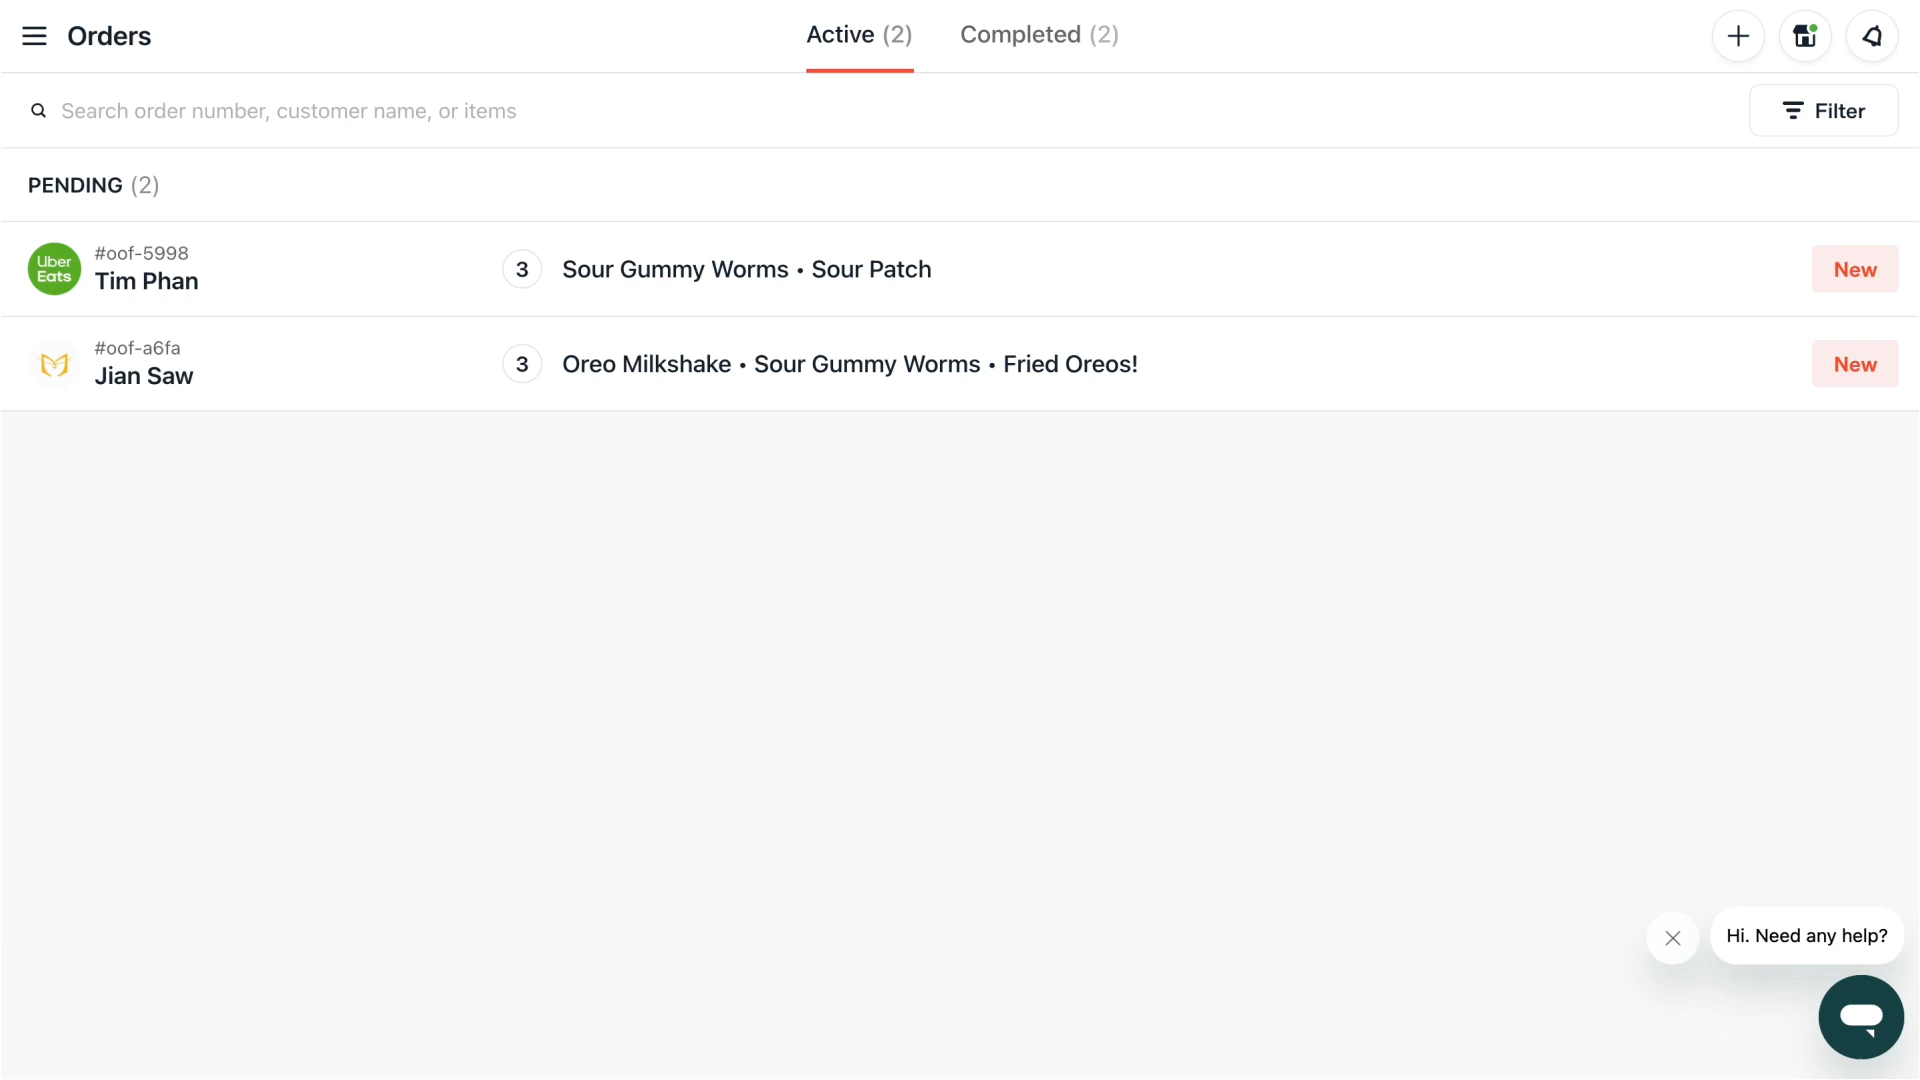 Orders
Active (2)
Completed (2)
Search order number, customer name, or items
Filter
PENDING (2)
Uber
Eats
#oof-5998
Tim Phan
3
Sour Gummy Worms • Sour Patch
New
#oof-a6fa
Jian Saw
3
Oreo Milkshake • Sour Gummy Worms • Fried Oreos!
New
Hi. Need any help?